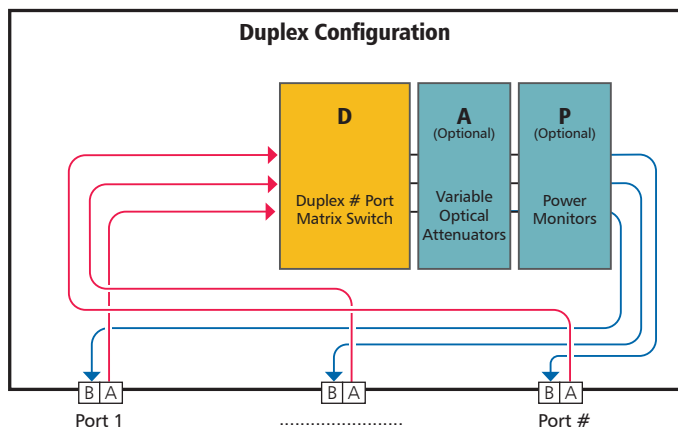 Duplex Configuration
D
Duplex # Port
Matrix Switch
A
(Optional)
Variable
Optical
Attenuators
P
(Optional)
Power
Monitors
B A
B A
B A
Port 1
.......................
Port #